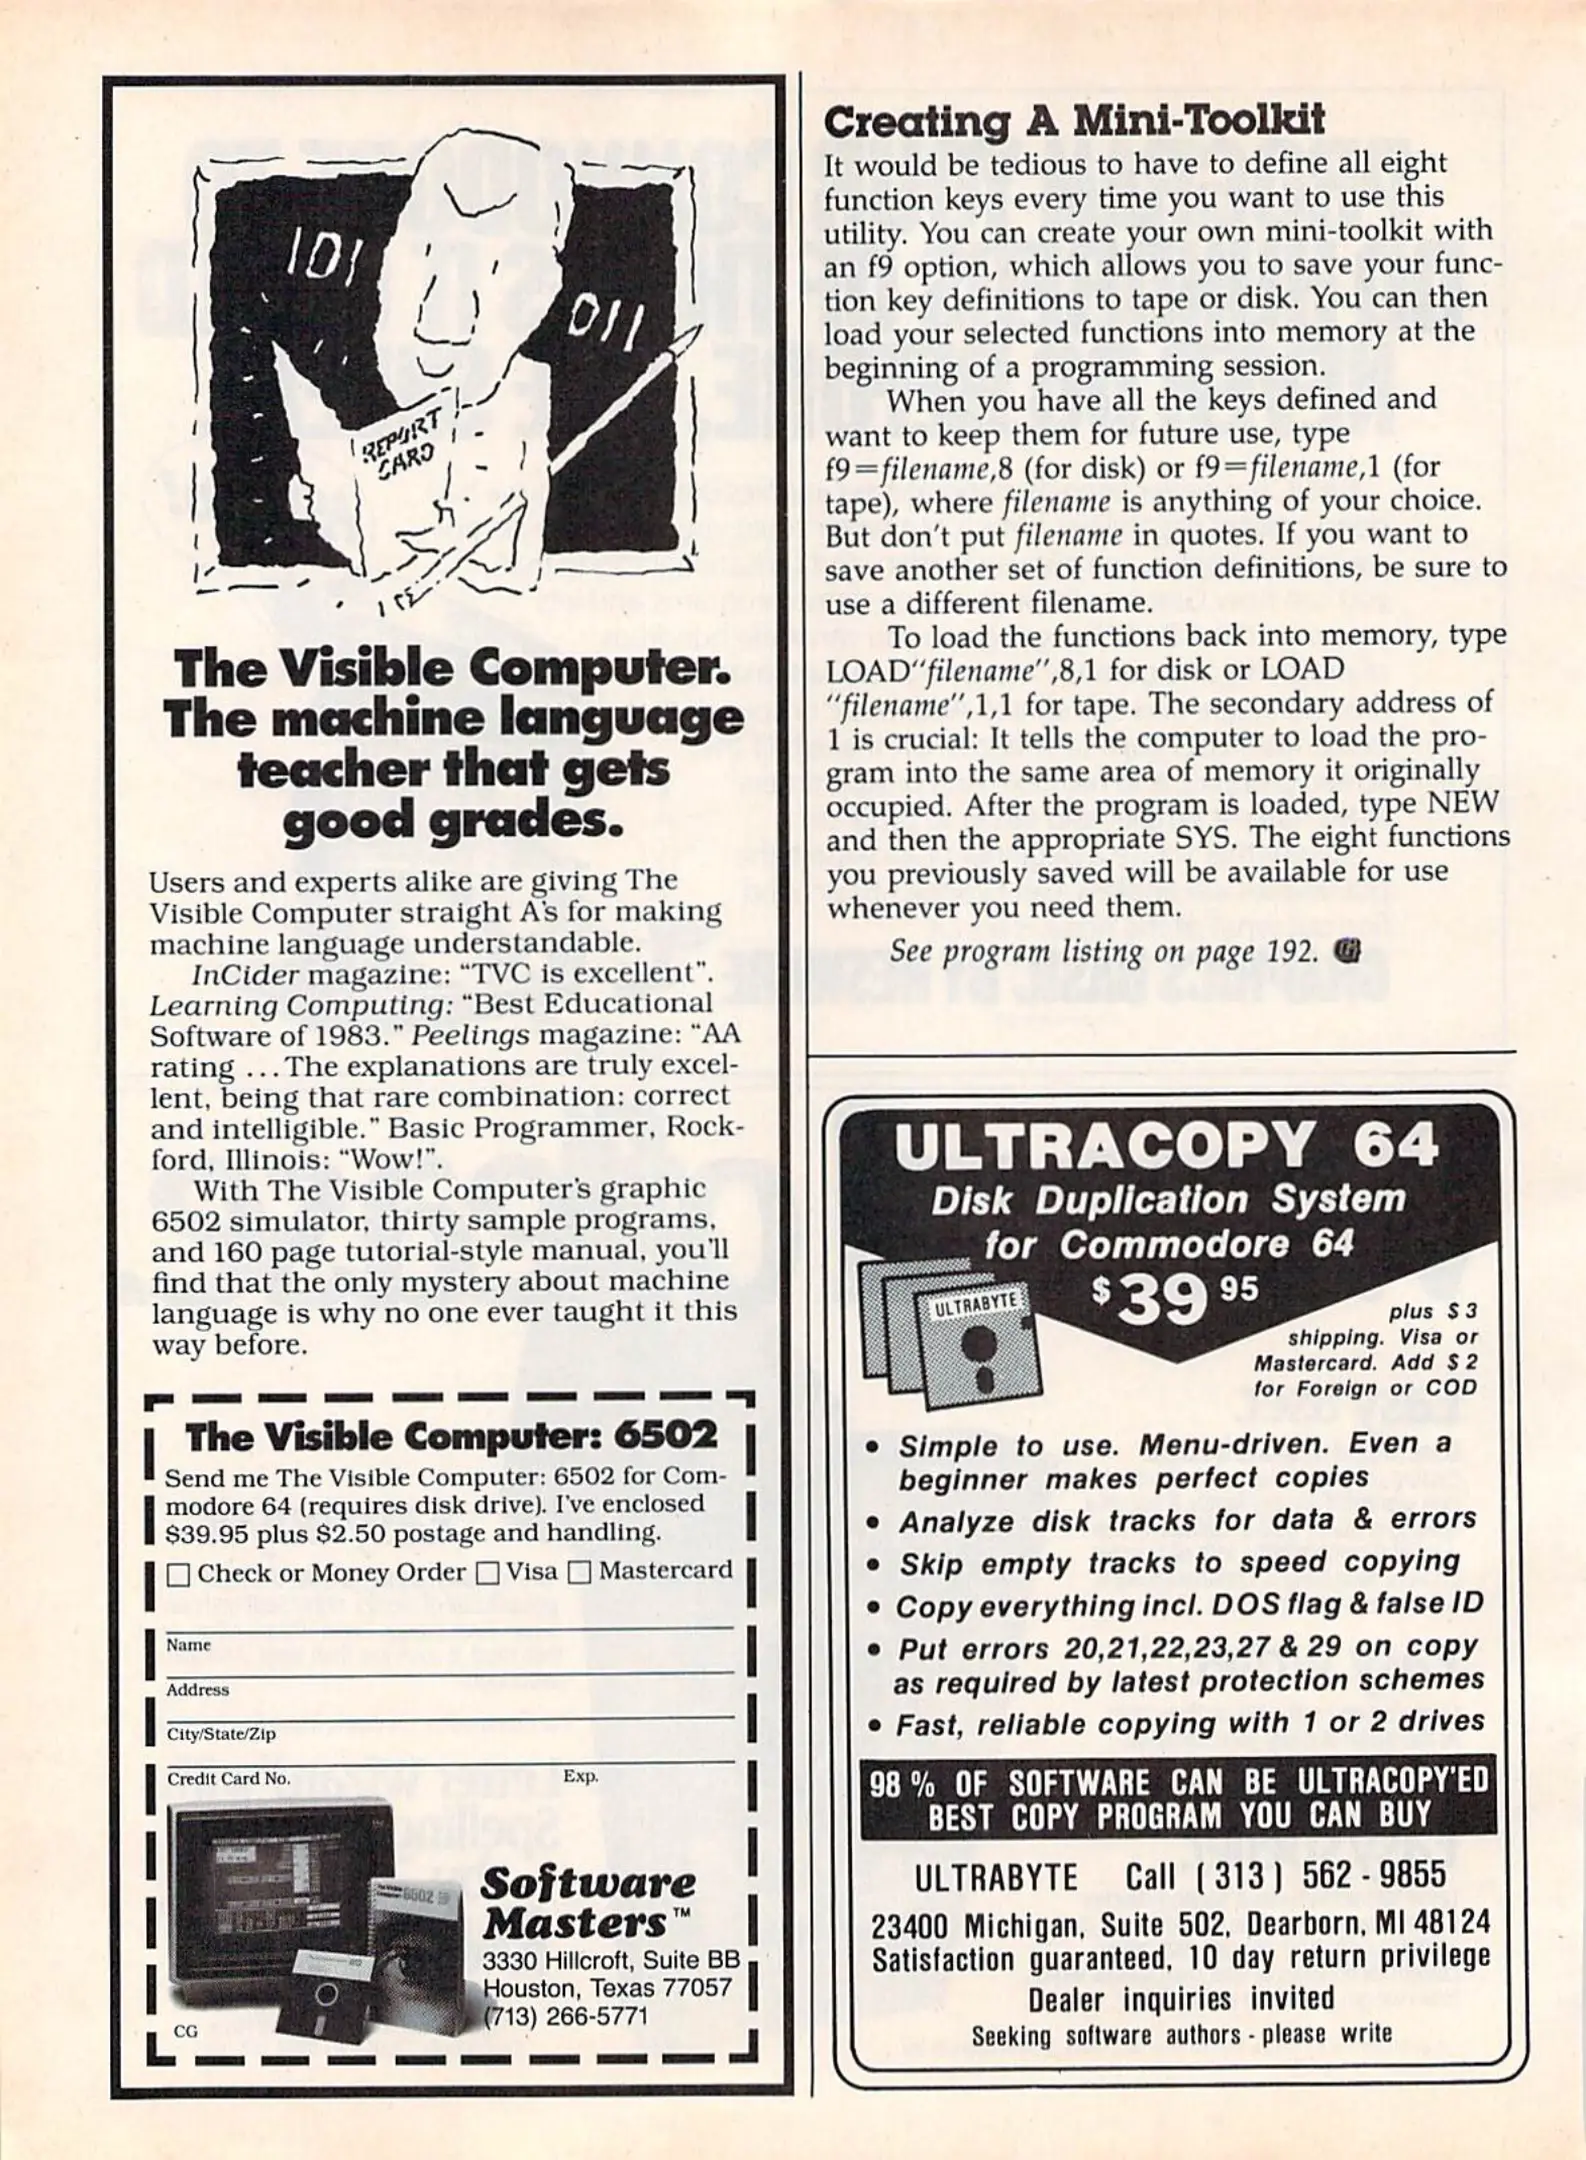 101
011
REPORT
CARD
The Visible Computer.
The machine language
teacher that gets
good grades.
Users and experts alike are giving The
Visible Computer straight A's for making
machine language understandable.
InCider magazine: “TVC is excellent”.
Learning Computing: “Best Educational
Software of 1983.” Peelings magazine: “AA
rating ...The explanations are truly excel-
lent, being that rare combination: correct
and intelligible.” Basic Programmer, Rock-
ford, Illinois: “Wow!”.
With The Visible Computer's graphic
6502 simulator, thirty sample programs,
and 160 page tutorial-style manual, you'll
find that the only mystery about machine
language is why no one ever taught it this
way before.
The Visible Computer: 6502
Send me The Visible Computer: 6502 for Com-
modore 64 (requires disk drive). I've enclosed
$39.95 plus $2.50 postage and handling.
☐ Check or Money Order ☐ Visa ☐ Mastercard
Name
Address
City/State/Zip
Credit Card No. Exp.
6502
Software
Masters™
3330 Hillcroft, Suite BB
Houston, Texas 77057
(713) 266-5771
CG
Creating A Mini-Toolkit
It would be tedious to have to define all eight
function keys every time you want to use this
utility. You can create your own mini-toolkit with
an f9 option, which allows you to save your func-
tion key definitions to tape or disk. You can then
load your selected functions into memory at the
beginning of a programming session.
When you have all the keys defined and
want to keep them for future use, type
f9=filename,8 (for disk) or f9=filename,1 (for
tape), where filename is anything of your choice.
But don't put filename in quotes. If you want to
save another set of function definitions, be sure to
use a different filename.
To load the functions back into memory, type
LOAD“filename”,8,1 for disk or LOAD
“filename”,1,1 for tape. The secondary address of
1 is crucial: It tells the computer to load the pro-
gram into the same area of memory it originally
occupied. After the program is loaded, type NEW
and then the appropriate SYS. The eight functions
you previously saved will be available for use
whenever you need them.
See program listing on page 192.
ULTRACOPY 64
Disk Duplication System
for Commodore 64
$39 95
ULTRABYTE
plus $3
shipping. Visa or
Mastercard. Add $2
for Foreign or COD
• Simple to use. Menu-driven. Even a
beginner makes perfect copies
• Analyze disk tracks for data & errors
• Skip empty tracks to speed copying
• Copy everything incl. DOS flag & false ID
• Put errors 20,21,22,23,27 & 29 on copy
as required by latest protection schemes
• Fast, reliable copying with 1 or 2 drives
98 % OF SOFTWARE CAN BE ULTRACOPY'ED
BEST COPY PROGRAM YOU CAN BUY
ULTRABYTE Call (313) 562-9855
23400 Michigan, Suite 502, Dearborn, MI 48124
Satisfaction guaranteed, 10 day return privilege
Dealer inquiries invited
Seeking software authors - please write